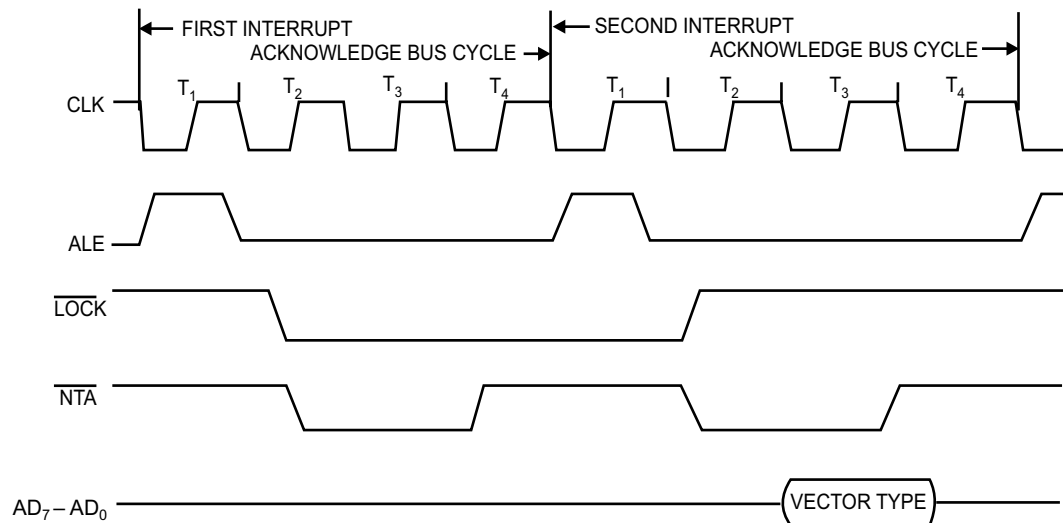 FIRST INTERRUPT
ACKNOWLEDGE BUS CYCLE
SECOND INTERRUPT
ACKNOWLEDGE BUS CYCLE
CLK T1 T2 T3 T4 T1 T2 T3 T4
ALE
LOCK
NTA
AD7–AD0 VECTOR TYPE